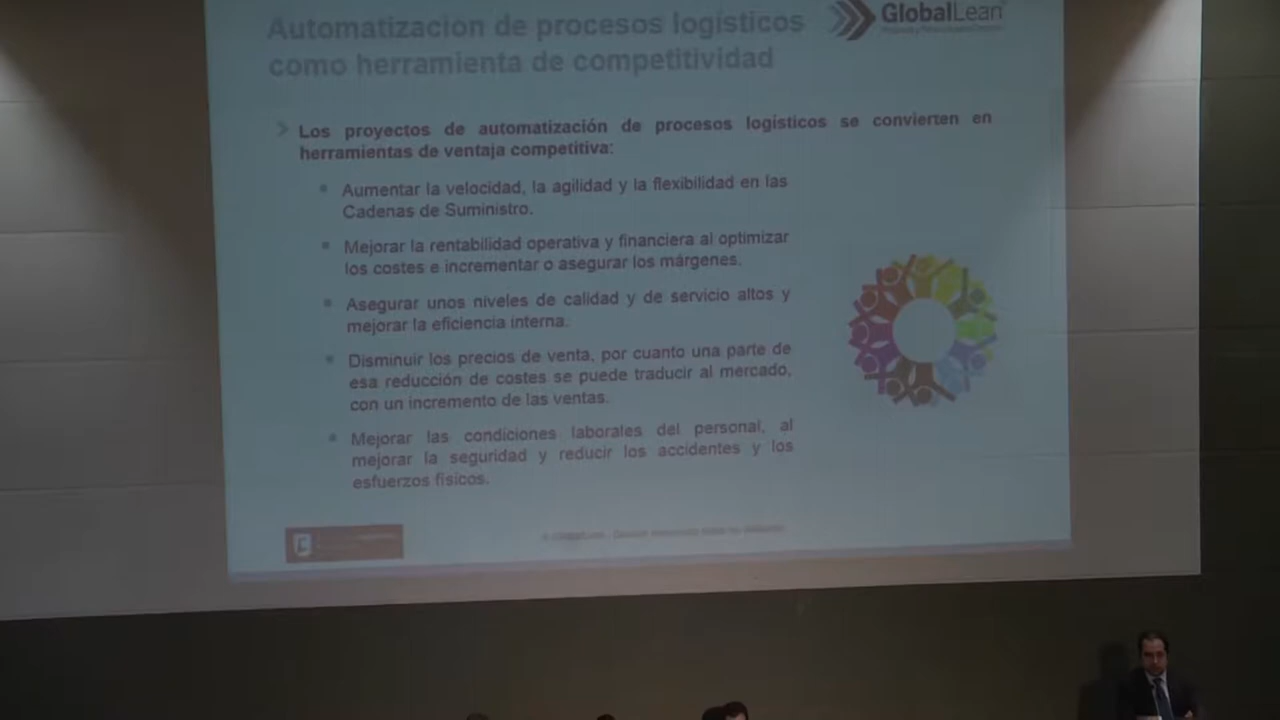 Automatización de procesos logísticos
como herramienta de competitividad
GlobalLean
Los proyectos de automatización de procesos logísticos se convierten en
herramientas de ventaja competitiva:
Aumentar la velocidad, la agilidad y la flexibilidad en las
Cadenas de Suministro.
Mejorar la rentabilidad operativa y financiera al optimizar
los costes e incrementar o asegurar los márgenes.
Asegurar unos niveles de calidad y de servicio altos y
mejorar la eficiencia interna.
Disminuir los precios de venta, por cuanto una parte de
esa reducción de costes se puede traducir al mercado,
con un incremento de las ventas.
Mejorar las condiciones laborales del personal, al
mejorar la seguridad y reducir los accidentes y los
esfuerzos físicos.